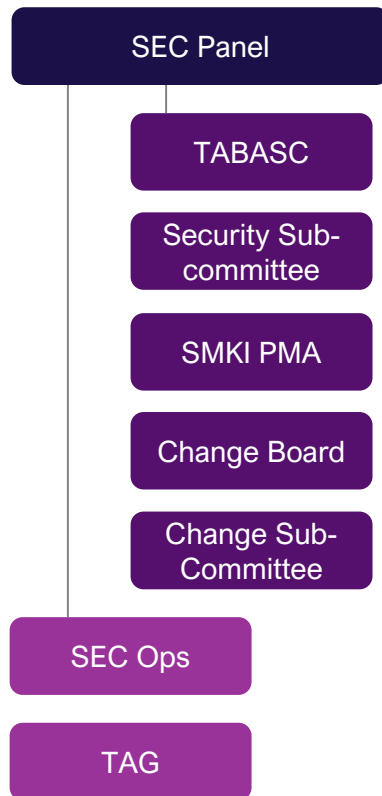 SEC Panel
TABASC
Security Sub-
committee
SMKI PMA
Change Board
Change Sub-
Committee
SEC Ops
TAG